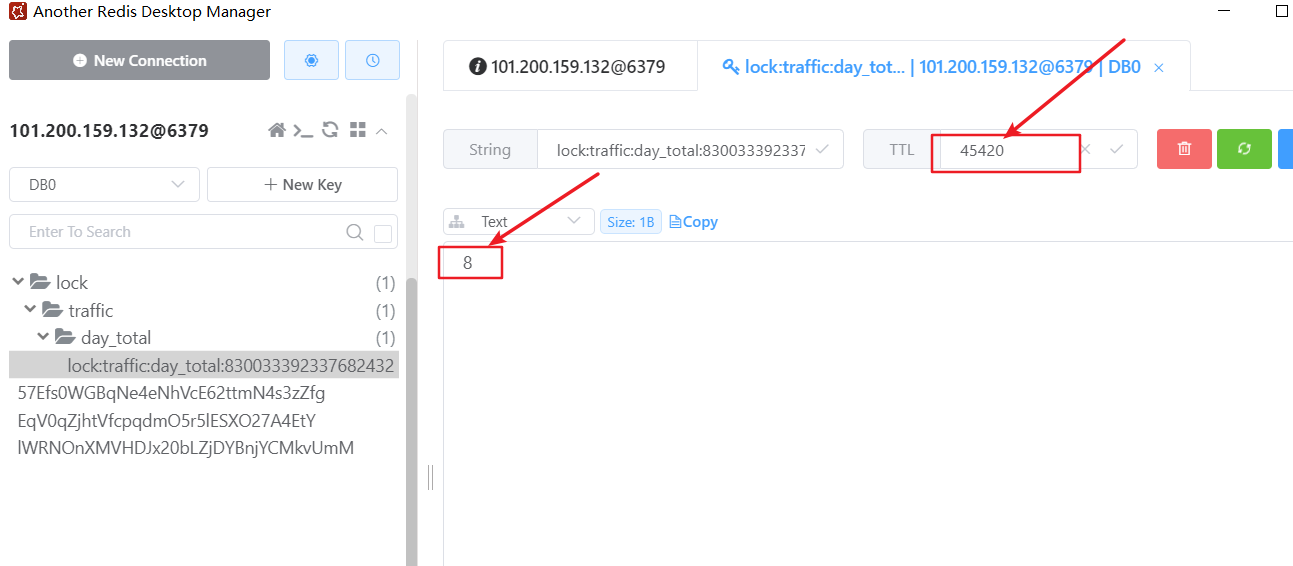 Another Redis Desktop Manager
New Connection
101.200.159.132@6379
DB0
New Key
Enter To Search
lock (1)
traffic (1)
day_total (1)
lock:traffic:day_total:830033392337682432
57Efs0WGBqNe4eNhVcE62ttmN4s3zZfg
EqV0qZjhtVfcpqdmO5r5lESXO27A4EtY
lWRNOnXMVHDJx20bLZjDYBnjYCMkvUmM
101.200.159.132@6379
lock:traffic:day_tot... | 101.200.159.132@6379 | DB0
String lock:traffic:day_total:830033392337 TTL 45420
Text Size: 1B Copy
8